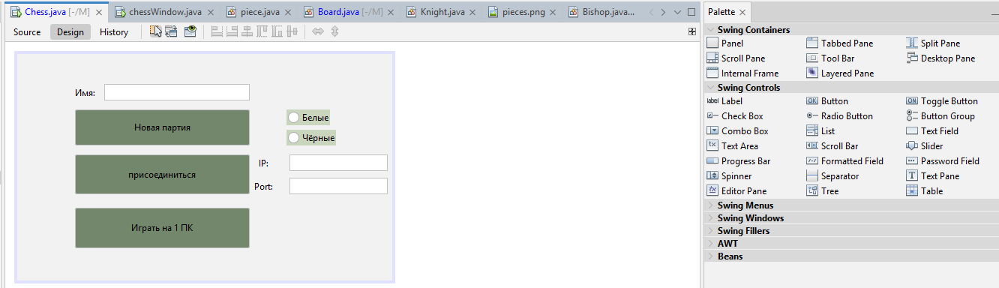 Chess.java [-/M] chessWindow.java piece.java Board.java [-/M] Knight.java pieces.png Bishop.java...
Source Design History
Имя:
Новая партия
Белые
Чёрные
присоединиться
IP:
Port:
Играть на 1 ПК
Palette
Swing Containers
Panel Tabbed Pane Split Pane
Scroll Pane Tool Bar Desktop Pane
Internal Frame Layered Pane
Swing Controls
label Label OK Button ON Toggle Button
Check Box Radio Button Button Group
Combo Box List Text Field
tx Text Area Scroll Bar Slider
Progress Bar Formatted Field Password Field
Spinner Separator T Text Pane
Editor Pane Tree Table
Swing Menus
Swing Windows
Swing Fillers
AWT
Beans